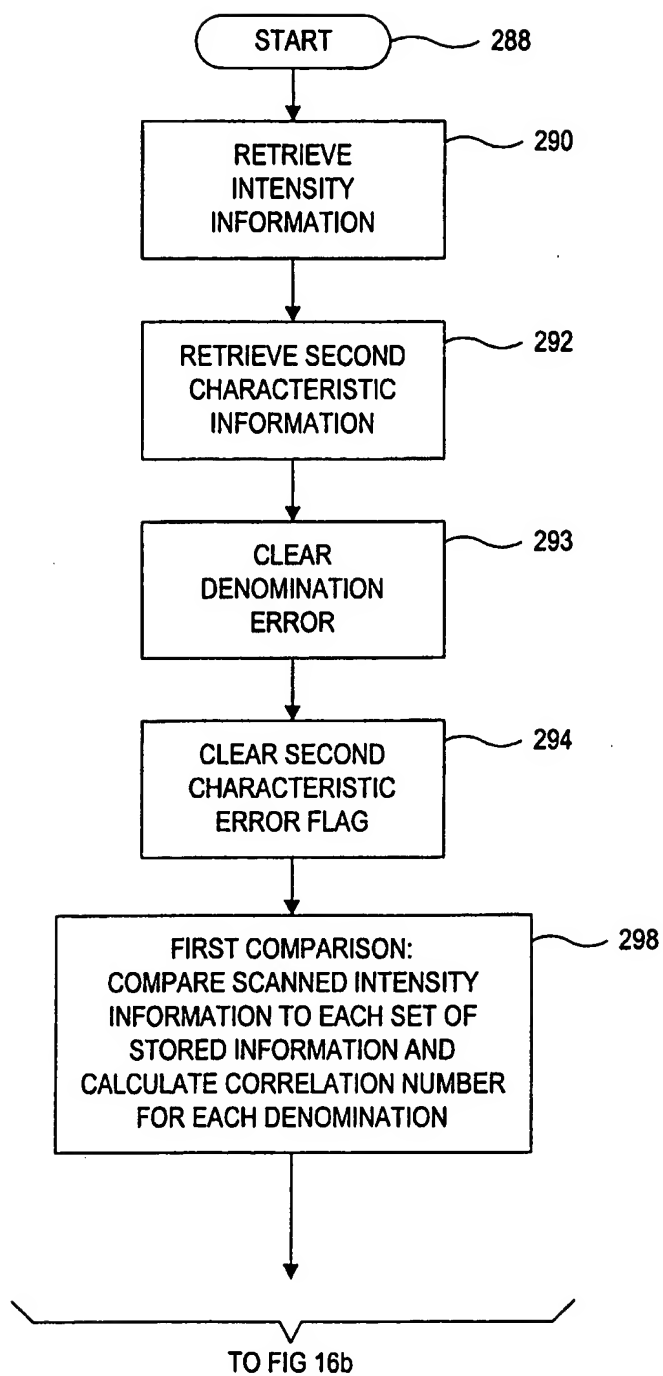 START
288
RETRIEVE
INTENSITY
INFORMATION
290
RETRIEVE SECOND
CHARACTERISTIC
INFORMATION
292
CLEAR
DENOMINATION
ERROR
293
CLEAR SECOND
CHARACTERISTIC
ERROR FLAG
294
FIRST COMPARISON:
COMPARE SCANNED INTENSITY
INFORMATION TO EACH SET OF
STORED INFORMATION AND
CALCULATE CORRELATION NUMBER
FOR EACH DENOMINATION
298
TO FIG 16b